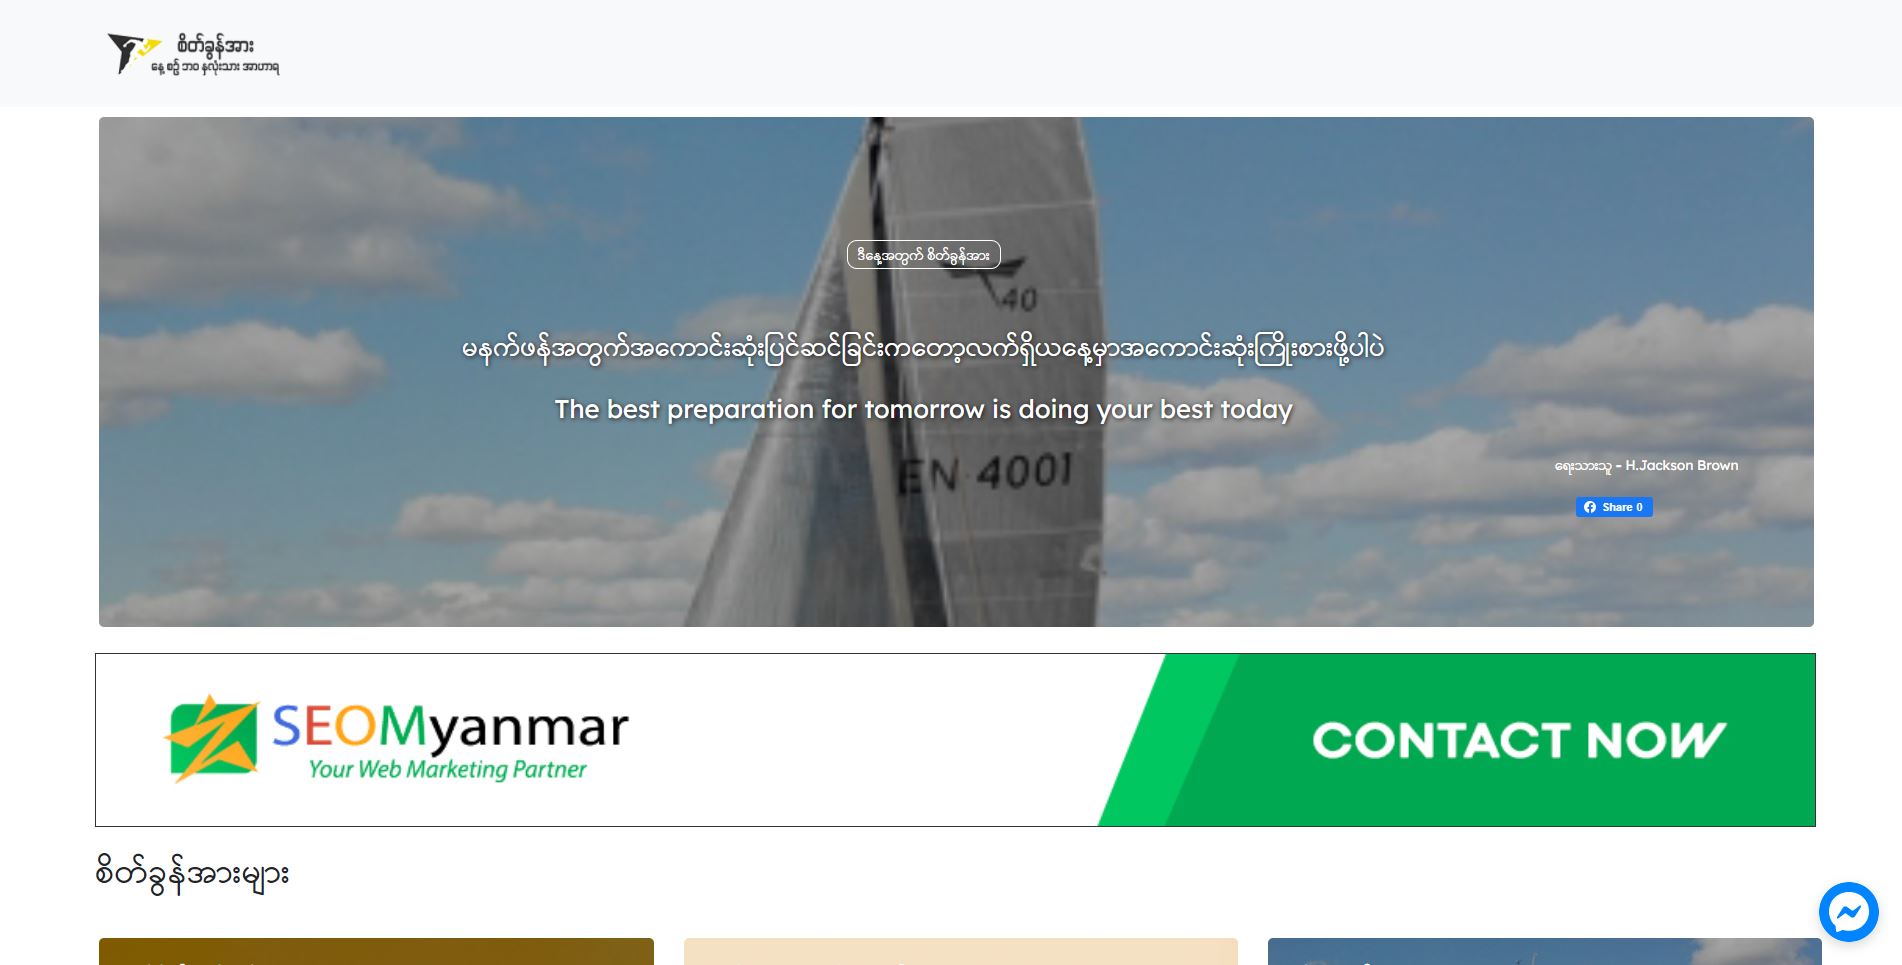 စိတ်ခွန်အား
နေ့ စဉ် ဘဝ နှလုံးသား အာဟာရ
ဒီနေ့အတွက် စိတ်ခွန်အား
40
မနက်ဖန်အတွက်အကောင်းဆုံးပြင်ဆင်ခြင်းကတော့လက်ရှိယနေ့မှာအကောင်းဆုံးကြိုးစားဖို့ပါပဲ
The best preparation for tomorrow is doing your best today
EN 4001
ရေးသားသူ - H.Jackson Brown
Share 0
SEOMyanmar
Your Web Marketing Partner
CONTACT NOW
စိတ်ခွန်အားများ